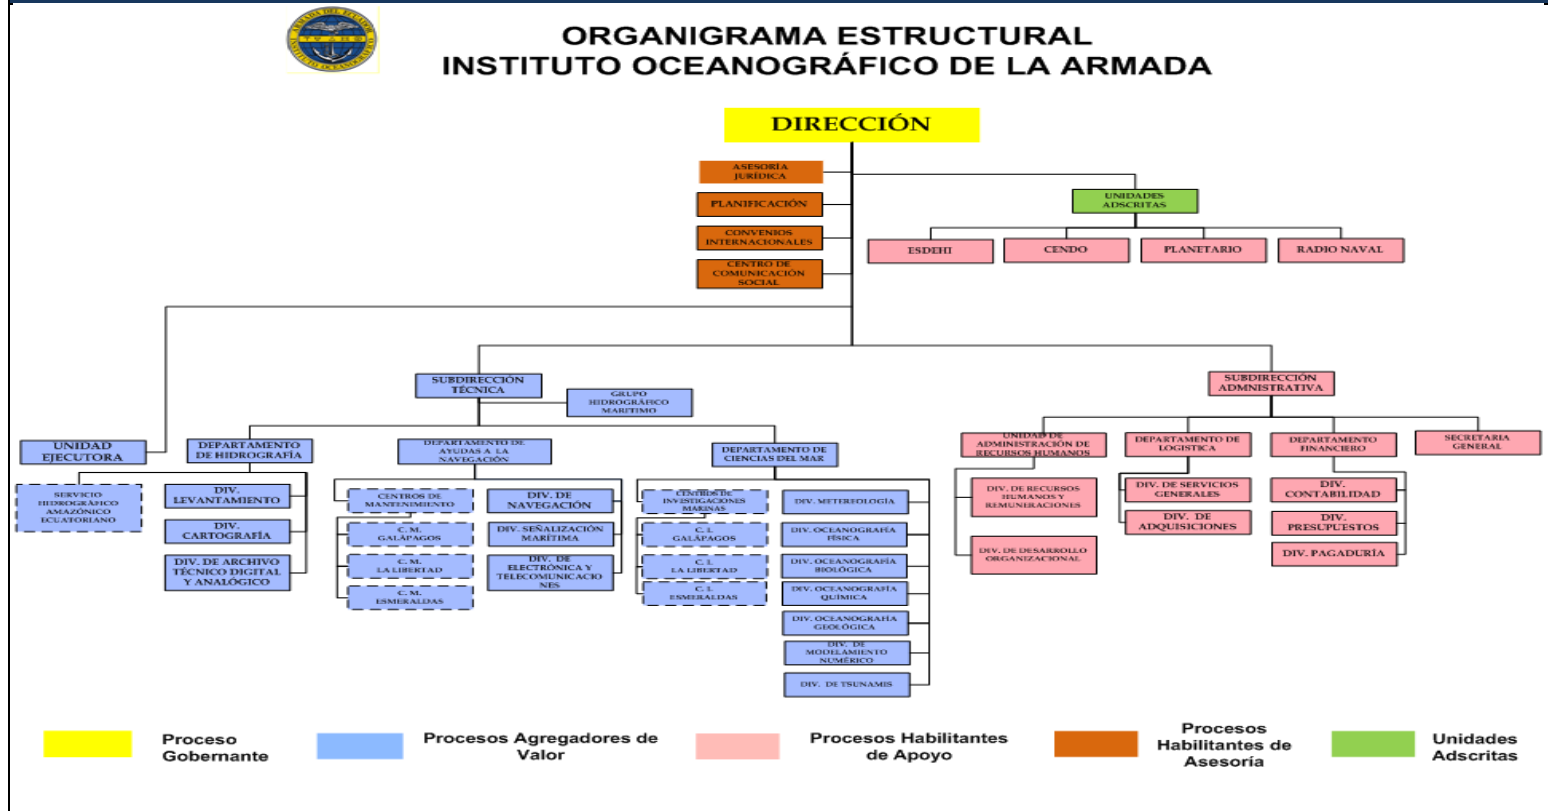 ARMADA DEL ECUADOR
INSTITUTO OCEANOGRÁFICO
ORGANIGRAMA ESTRUCTURAL
INSTITUTO OCEANOGRÁFICO DE LA ARMADA
DIRECCIÓN
ASESORÍA
JURÍDICA
PLANIFICACIÓN
CONVENIOS
INTERNACIONALES
CENTRO DE
COMUNICACIÓN
SOCIAL
UNIDADES
ADSCRITAS
ESDEHI
CENDO
PLANETARIO
RADIO NAVAL
SUBDIRECCIÓN
TÉCNICA
GRUPO
HIDROGRÁFICO
MARITIMO
SUBDIRECCIÓN
ADMNISTRATIVA
UNIDAD
EJECUTORA
DEPARTAMENTO
DE HIDROGRAFÍA
SERVICIO
HIDROGRÁFICO
AMAZÓNICO
ECUATORIANO
DIV.
LEVANTAMIENTO
DIV.
CARTOGRAFÍA
DIV. DE ARCHIVO
TÉCNICO DIGITAL
Y ANALÓGICO
DEPARTAMENTO DE
AYUDAS A LA
NAVEGACIÓN
CENTROS DE
MANTENIMIENTO
C. M.
GALÁPAGOS
C. M.
LA LIBERTAD
C. M.
ESMERALDAS
DIV. DE
NAVEGACIÓN
DIV. SEÑALIZACIÓN
MARÍTIMA
DIV. DE
ELECTRÓNICA Y
TELECOMUNICACIO
NES
DEPARTAMENTO DE
CIENCIAS DEL MAR
CENTROS DE
INVESTIGACIONES
MARINAS
C. I.
GALÁPAGOS
C. I.
LA LIBERTAD
C. I.
ESMERALDAS
DIV. METEREOLOGÍA
DIV. OCEANOGRAFÍA
FÍSICA
DIV. OCEANOGRAFÍA
BIOLÓGICA
DIV. OCEANOGRAFÍA
QUÍMICA
DIV. OCEANOGRAFÍA
GEOLÓGICA
DIV. DE
MODELAMIENTO
NUMÉRICO
DIV. DE TSUNAMIS
UNIDAD DE
ADMINISTRACIÓN DE
RECURSOS HUMANOS
DIV. DE RECURSOS
HUMANOS Y
REMUNERACIONES
DIV. DE DESARROLLO
ORGANIZACIONAL
DEPARTAMENTO DE
LOGISTICA
DIV. DE SERVICIOS
GENERALES
DIV. DE
ADQUISICIONES
DEPARTAMENTO
FINANCIERO
DIV.
CONTABILIDAD
DIV.
PRESUPUESTOS
DIV. PAGADURÍA
SECRETARIA
GENERAL
Proceso
Gobernante
Procesos Agregadores de
Valor
Procesos Habilitantes
de Apoyo
Procesos
Habilitantes de
Asesoría
Unidades
Adscritas